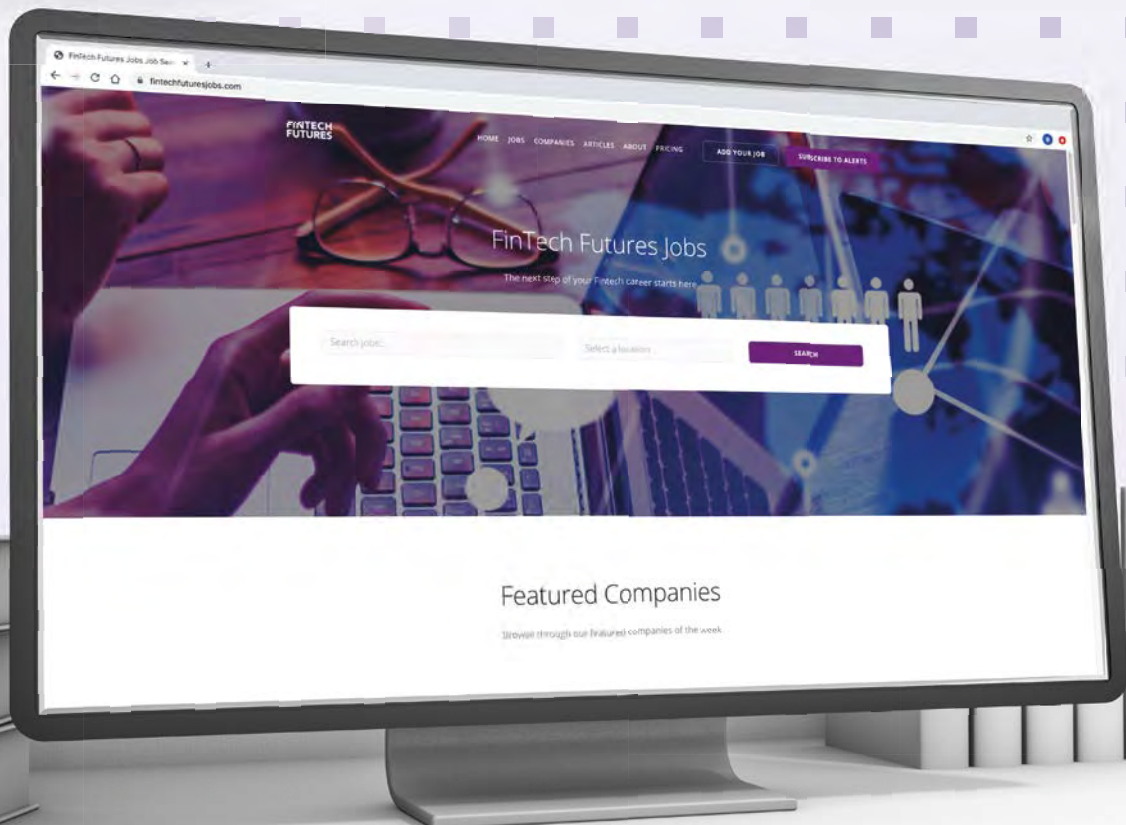 FinTech Futures Jobs Job Sear
fintechfuturesjobs.com
FINTECH
FUTURES
HOME JOBS COMPANIES ARTICLES ABOUT PRICING
ADD YOUR JOB
SUBSCRIBE TO ALERTS
FinTech Futures Jobs
The next step of your Fintech career starts here
Search jobs...
Select a location
SEARCH
Featured Companies
Browse through our featured companies of the week